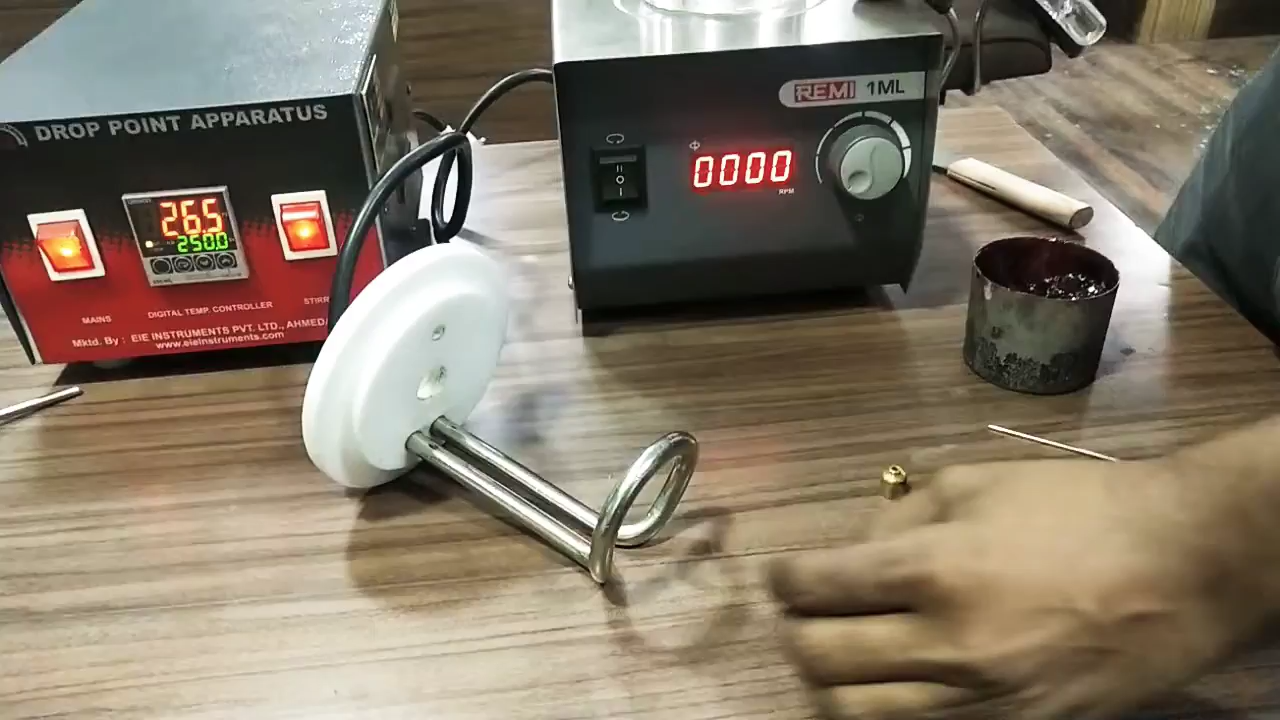 DROP POINT APPARATUS
26.5
250.0
MAINS
DIGITAL TEMP. CONTROLLER
STIRR
Mktd. By : EIE INSTRUMENTS PVT. LTD., AHMED
www.eieinstruments.com
REMI 1ML
0000
RPM